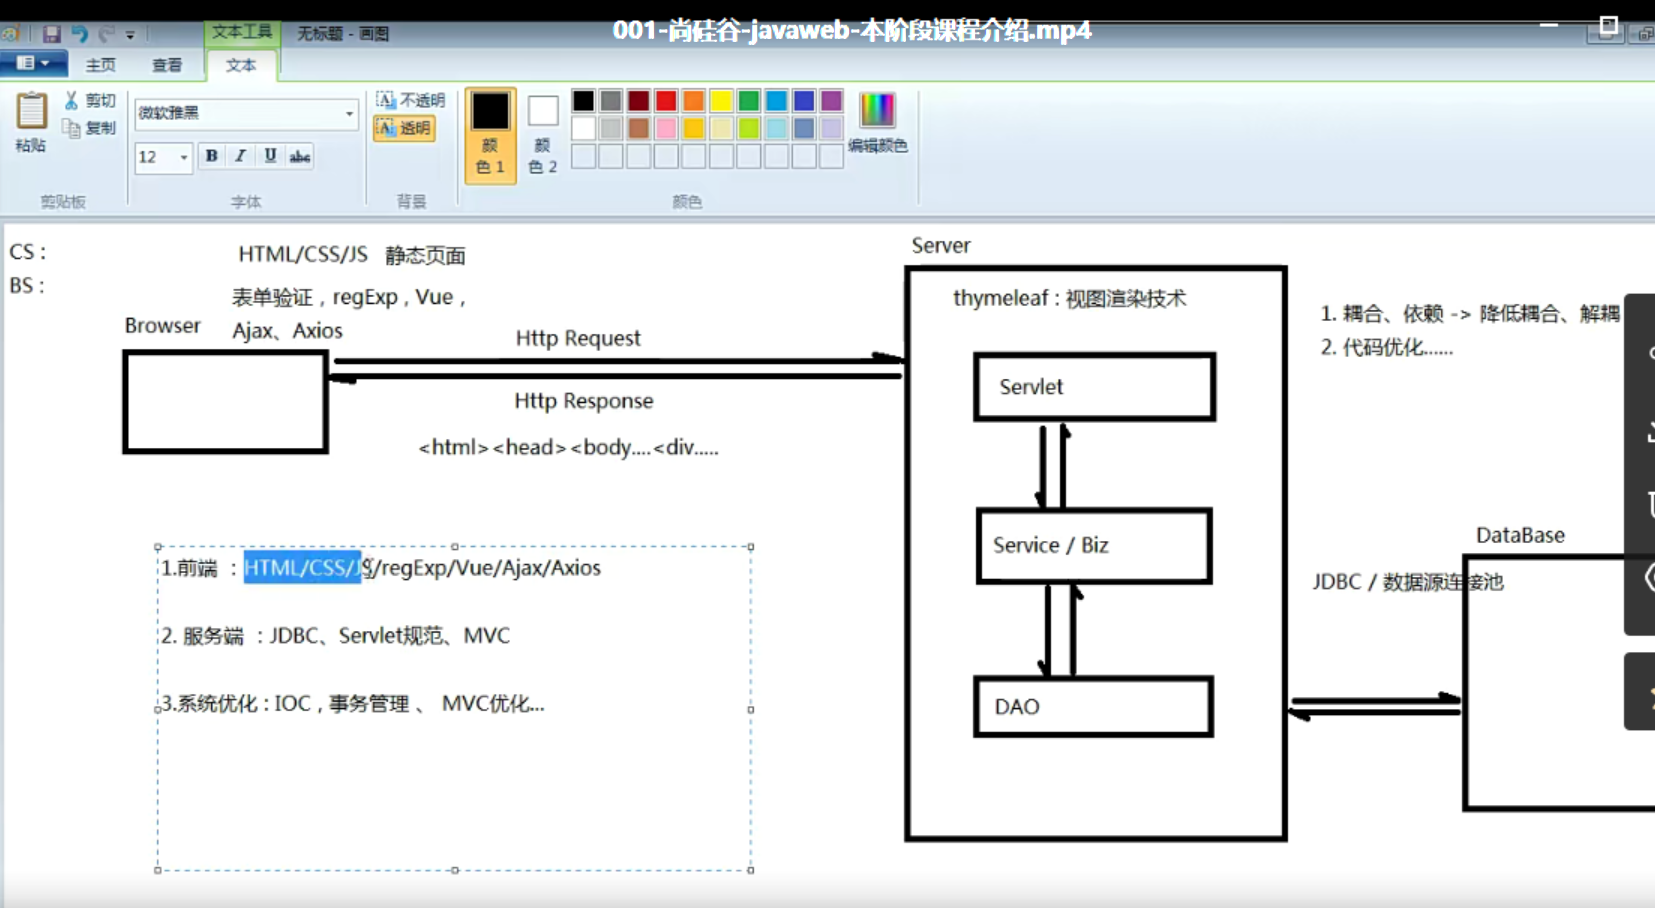 001-尚硅谷-javaweb-本阶段课程介绍.mp4
文本工具
无标题 - 画图
主页
查看
文本
粘贴
剪切
复制
剪贴板
微软雅黑
12
B I U abc
字体
不透明
透明
背景
颜色 1
颜色 2
编辑颜色
颜色
CS :
BS :
HTML/CSS/JS 静态页面
表单验证 , regExp , Vue ,
Ajax、Axios
Browser
Http Request
Http Response
<html><head><body....<div.....
1.前端 : HTML/CSS/JS/regExp/Vue/Ajax/Axios
2. 服务端 : JDBC、Servlet规范、MVC
3.系统优化 : IOC , 事务管理 、 MVC优化...
Server
thymeleaf : 视图渲染技术
Servlet
Service / Biz
DAO
1. 耦合、依赖 -> 降低耦合、解耦
2. 代码优化......
DataBase
JDBC / 数据源连接池